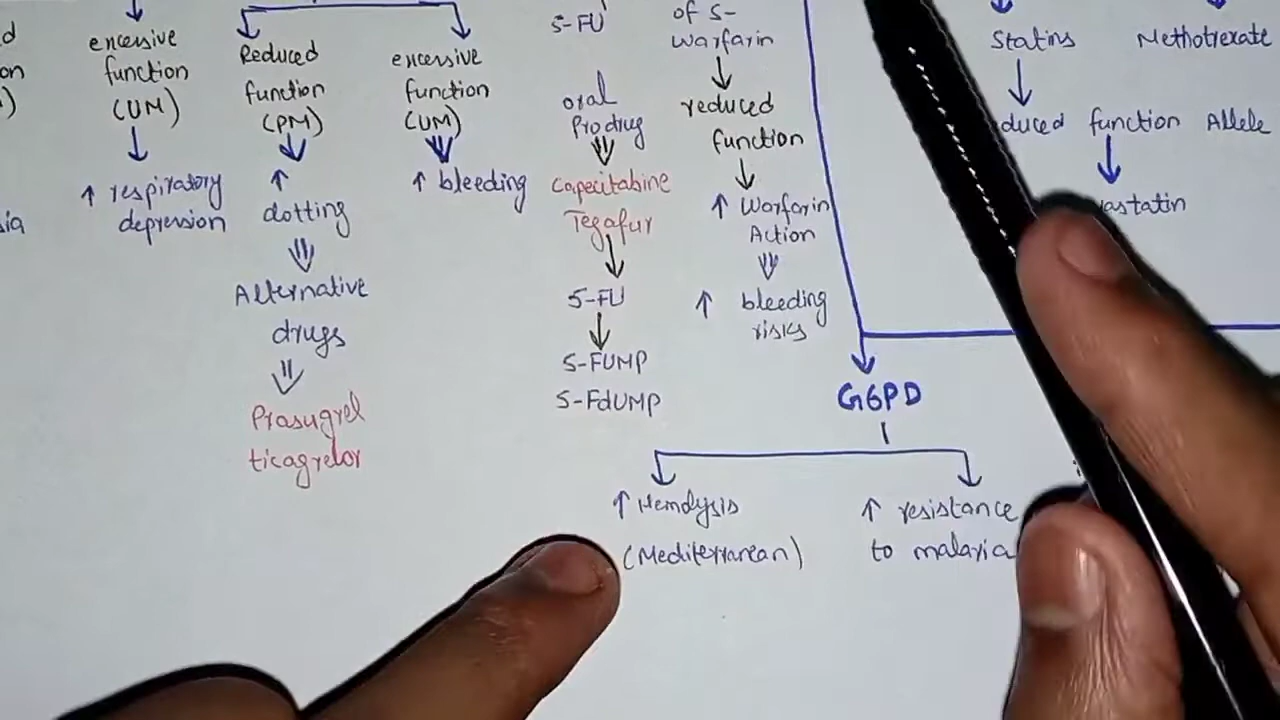 excessive
function
(UM)
↑ respiratory
depression
Reduced
function
(PM)
↑
clotting
Alternative
drugs
Prasugrel
ticagrelor
excessive
function
(UM)
↑ bleeding
5-FU
oral
Prodrug
Capecitabine
Tegafur
5-FU
5-FUMP
5-FdUMP
of S-
Warfarin
reduced
function
↑ Warfarin
Action
↑ bleeding
risks
Statins
function Allele
Methotrexate
G6PD
↑ Hemolysis
(Mediterranean)
↑ resistance
to malaria